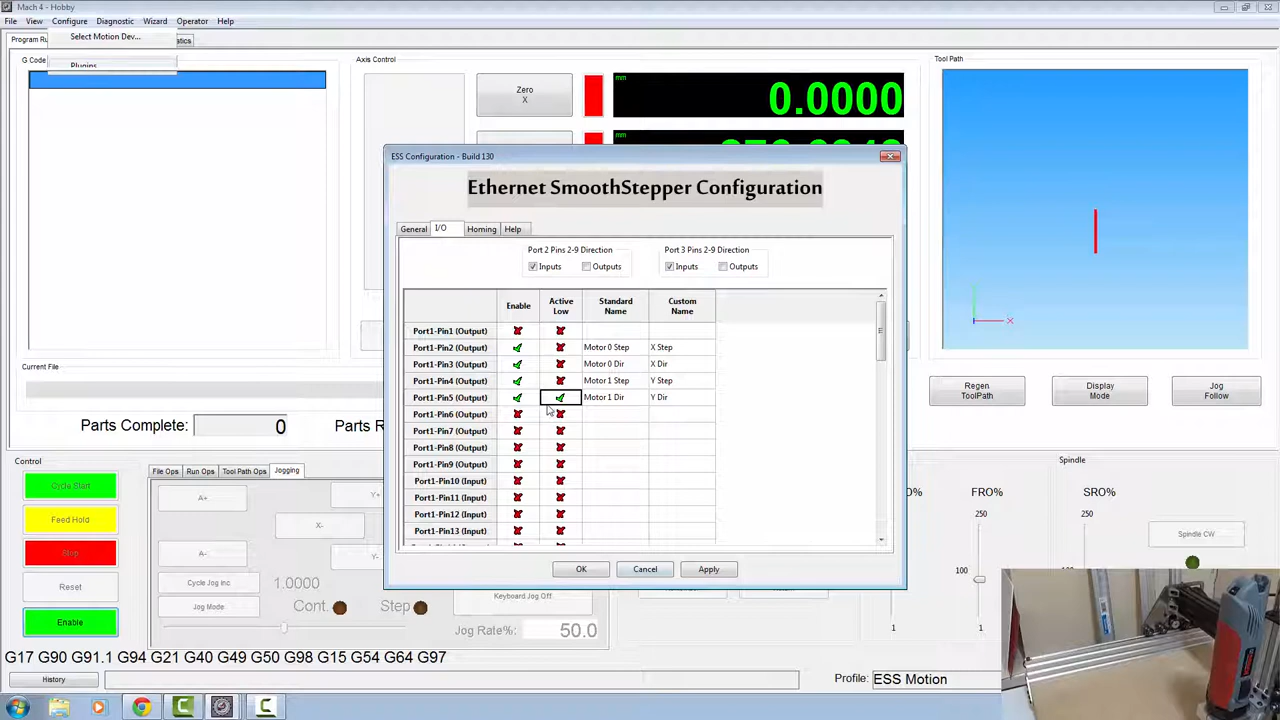 Mach 4 - Hobby
File View Configure Diagnostic Wizard Operator Help
Select Motion Dev...
Plugins
Program Ru
G Code
Axis Control
Tool Path
Zero
X
mm
0.0000
mm
ESS Configuration - Build 130
Ethernet SmoothStepper Configuration
General I/O Homing Help
Port 2 Pins 2-9 Direction
Inputs Outputs
Port 3 Pins 2-9 Direction
Inputs Outputs
Enable Active Low Standard Name Custom Name
Port1-Pin1 (Output)
Port1-Pin2 (Output) Motor 0 Step X Step
Port1-Pin3 (Output) Motor 0 Dir X Dir
Port1-Pin4 (Output) Motor 1 Step Y Step
Port1-Pin5 (Output) Motor 1 Dir Y Dir
Port1-Pin6 (Output)
Port1-Pin7 (Output)
Port1-Pin8 (Output)
Port1-Pin9 (Output)
Port1-Pin10 (Input)
Port1-Pin11 (Input)
Port1-Pin12 (Input)
Port1-Pin13 (Input)
OK Cancel Apply
X
Regen
ToolPath
Display
Mode
Jog
Follow
Current File
Parts Complete: 0 Parts R
Control
Cycle Start
Feed Hold
Stop
Reset
Enable
File Ops Run Ops Tool Path Ops Jogging
A+
Y+
X-
A-
Y-
Cycle Jog Inc 1.0000
Jog Mode Cont. Step
Keyboard Jog Off
Jog Rate% 50.0
Spindle
FRO% SRO%
250 250
Spindle CW
100 100
1 1
G17 G90 G91.1 G94 G21 G40 G49 G50 G98 G15 G54 G64 G97
History
Profile: ESS Motion